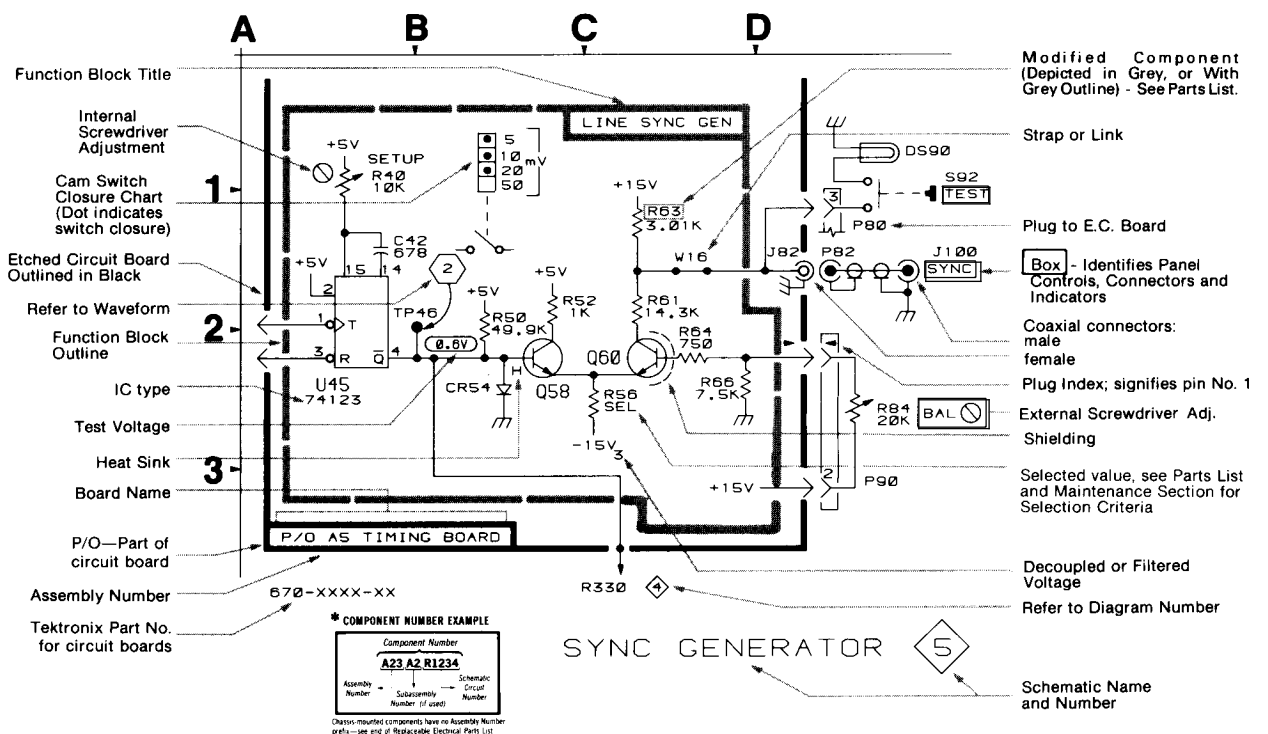 A B C D
Function Block Title
Internal
Screwdriver
Adjustment
1
Cam Switch
Closure Chart
(Dot indicates
switch closure)
Etched Circuit Board
Outlined in Black
Refer to Waveform
2
Function Block
Outline
IC type
Test Voltage
Heat Sink
3
Board Name
P/O—Part of
circuit board
Assembly Number
Tektronix Part No.
for circuit boards
LINE SYNC GEN
+5V
SETUP
R40
10K
5
10
20
50
mV
C42
678
+5V
15 14
2
1
T
3
R
Q̅ 4
U45
74123
2
TP46
0.6V
+5V
R50
49.9K
CR54
H
+5V
R52
1K
Q58
Q60
R56
SEL
-15V
3
+15V
R63
3.01K
W16
R61
14.3K
R64
750
R66
7.5K
+15V
DS90
S92
TEST
3
P80
J82 P82 J100
SYNC
R84
20K
BAL
2
P90
P/O A5 TIMING BOARD
670-XXXX-XX
R330 4
SYNC GENERATOR 5
* COMPONENT NUMBER EXAMPLE
Component Number
A23 A2 R1234
Assembly
Number
Subassembly
Number (if used)
Schematic
Circuit
Number
Chassis-mounted components have no Assembly Number
prefix—see end of Replaceable Electrical Parts List
Modified Component
(Depicted in Grey, or With
Grey Outline) - See Parts List.
Strap or Link
Plug to E.C. Board
Box - Identifies Panel
Controls, Connectors and
Indicators
Coaxial connectors:
male
female
Plug Index; signifies pin No. 1
External Screwdriver Adj.
Shielding
Selected value, see Parts List
and Maintenance Section for
Selection Criteria
Decoupled or Filtered
Voltage
Refer to Diagram Number
Schematic Name
and Number